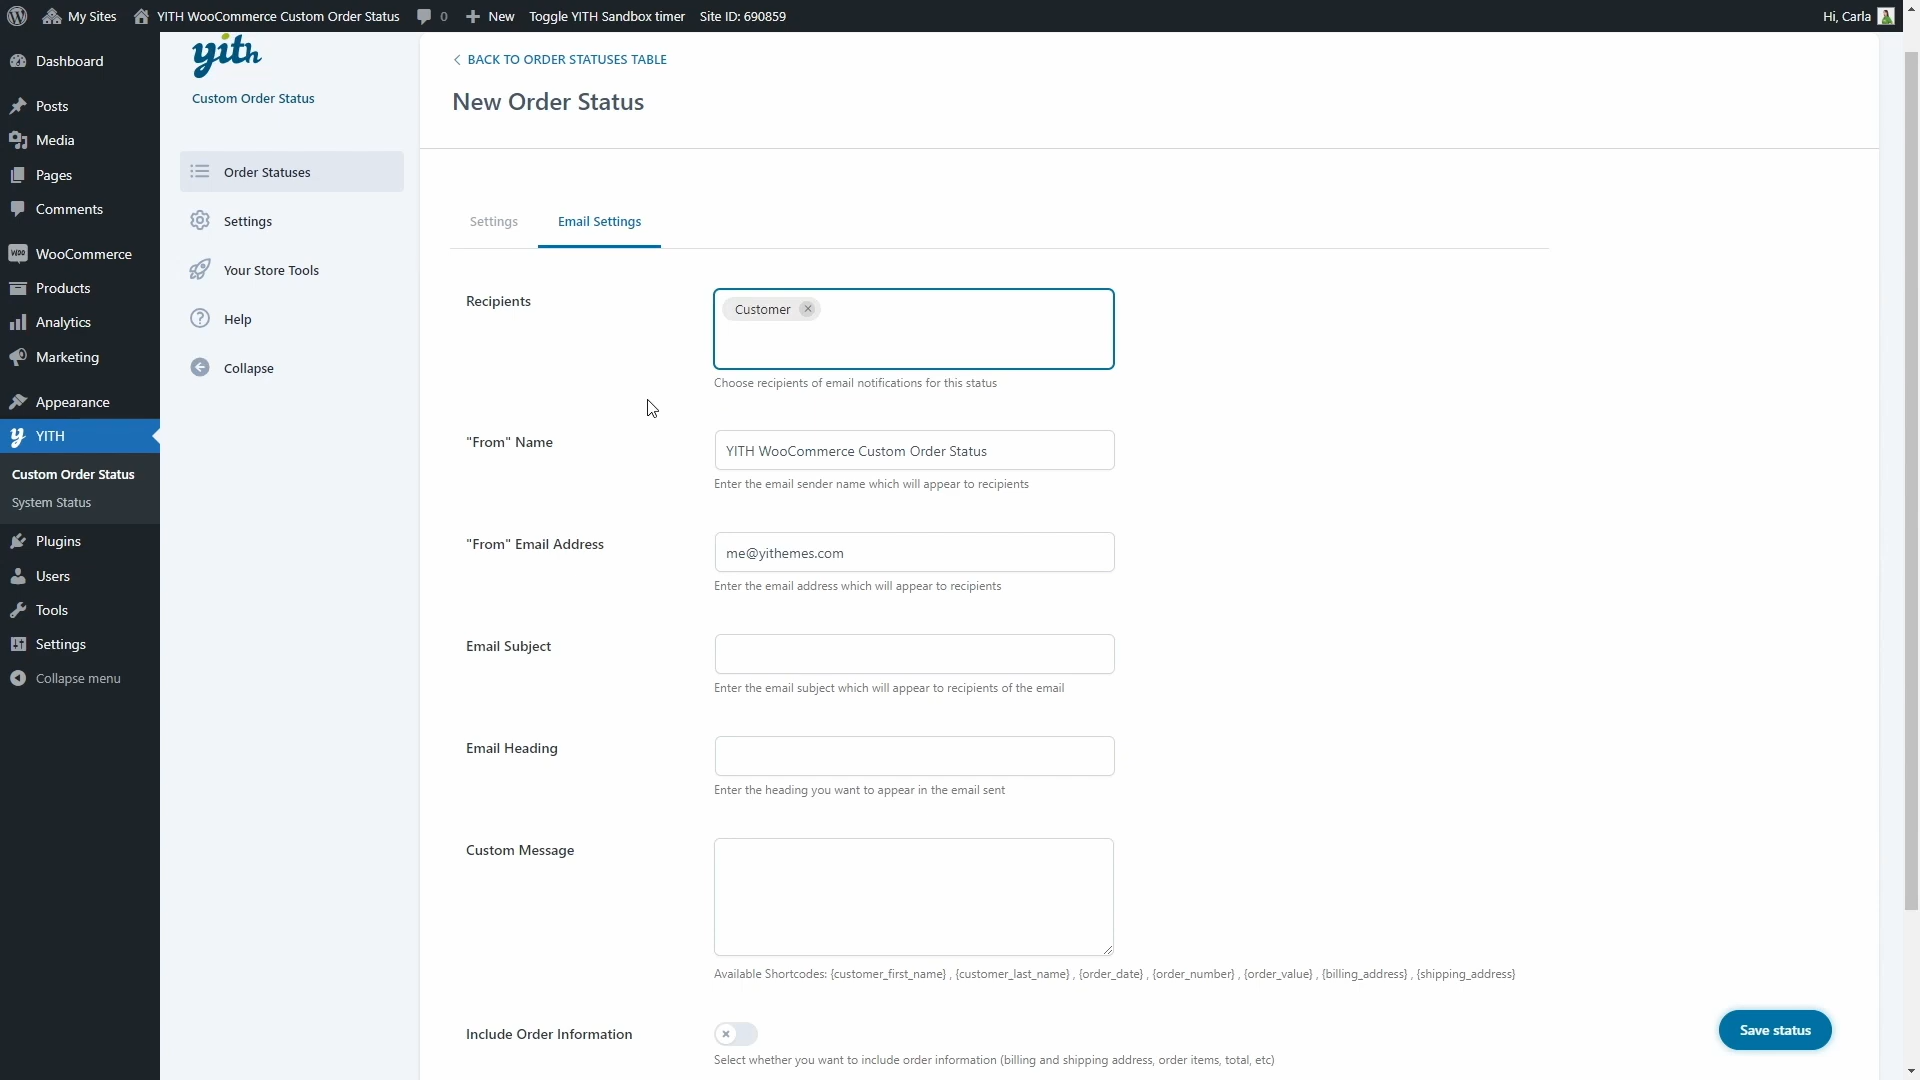 My Sites
YITH WooCommerce Custom Order Status
0
New
Toggle YITH Sandbox timer
Site ID: 690859
Hi, Carla
Dashboard
Posts
Media
Pages
Comments
WooCommerce
Products
Analytics
Marketing
Appearance
YITH
Custom Order Status
System Status
Plugins
Users
Tools
Settings
Collapse menu
yith
Custom Order Status
Order Statuses
Settings
Your Store Tools
Help
Collapse
BACK TO ORDER STATUSES TABLE
New Order Status
Settings
Email Settings
Recipients
Customer
Choose recipients of email notifications for this status
"From" Name
YITH WooCommerce Custom Order Status
Enter the email sender name which will appear to recipients
"From" Email Address
me@yithemes.com
Enter the email address which will appear to recipients
Email Subject
Enter the email subject which will appear to recipients of the email
Email Heading
Enter the heading you want to appear in the email sent
Custom Message
Available Shortcodes: {customer_first_name} , {customer_last_name} , {order_date} , {order_number} , {order_value} , {billing_address} , {shipping_address}
Include Order Information
Select whether you want to include order information (billing and shipping address, order items, total, etc)
Save status